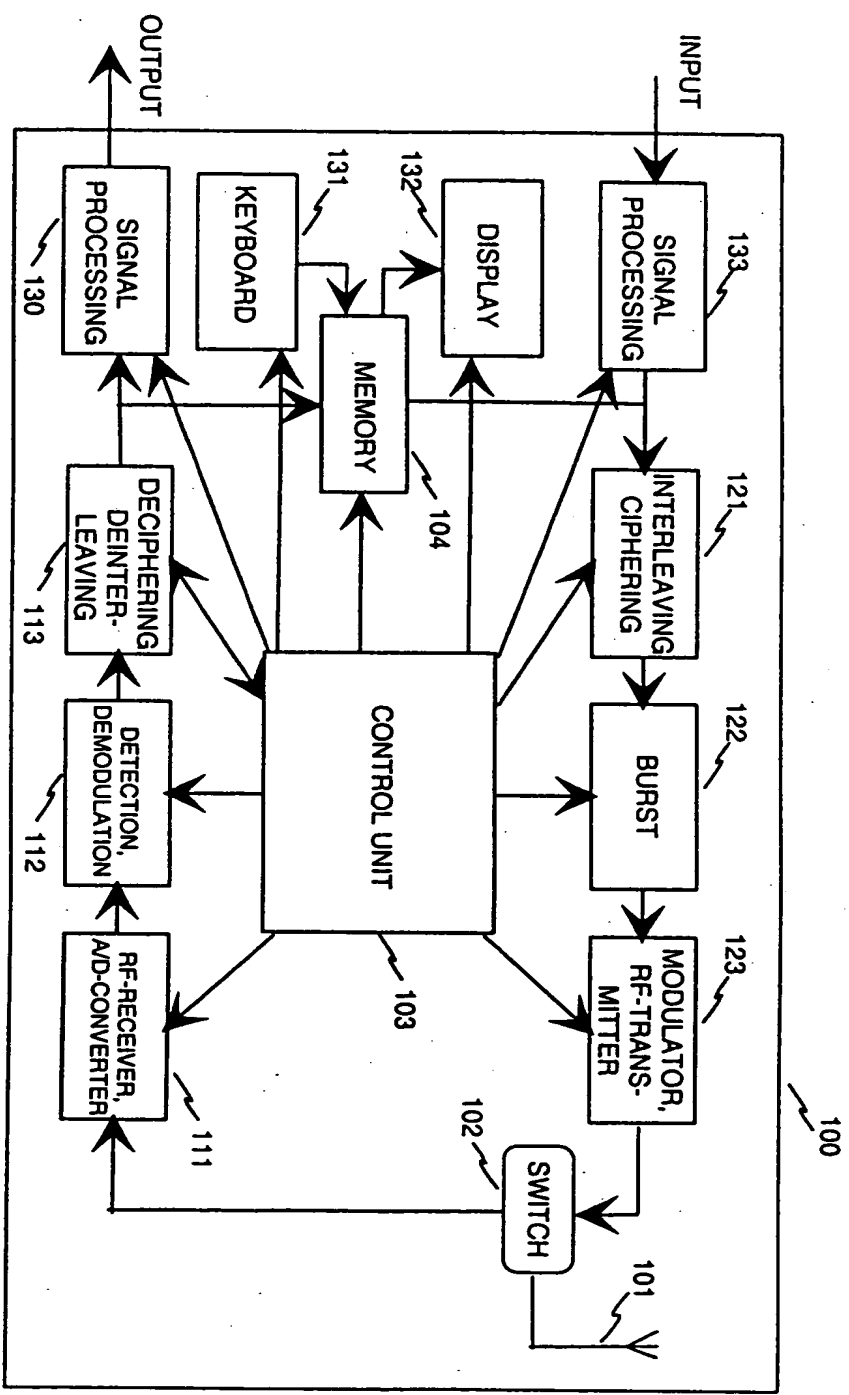 100
INPUT
133
SIGNAL
PROCESSING
121
INTERLEAVING
CIPHERING
122
BURST
123
MODULATOR,
RF-TRANS-
MITTER
101
SWITCH
102
DISPLAY
132
MEMORY
104
CONTROL UNIT
103
KEYBOARD
131
OUTPUT
SIGNAL
PROCESSING
130
DECIPHERING
DEINTER-
LEAVING
113
DETECTION,
DEMODULATION
112
RF-RECEIVER,
A/D-CONVERTER
111